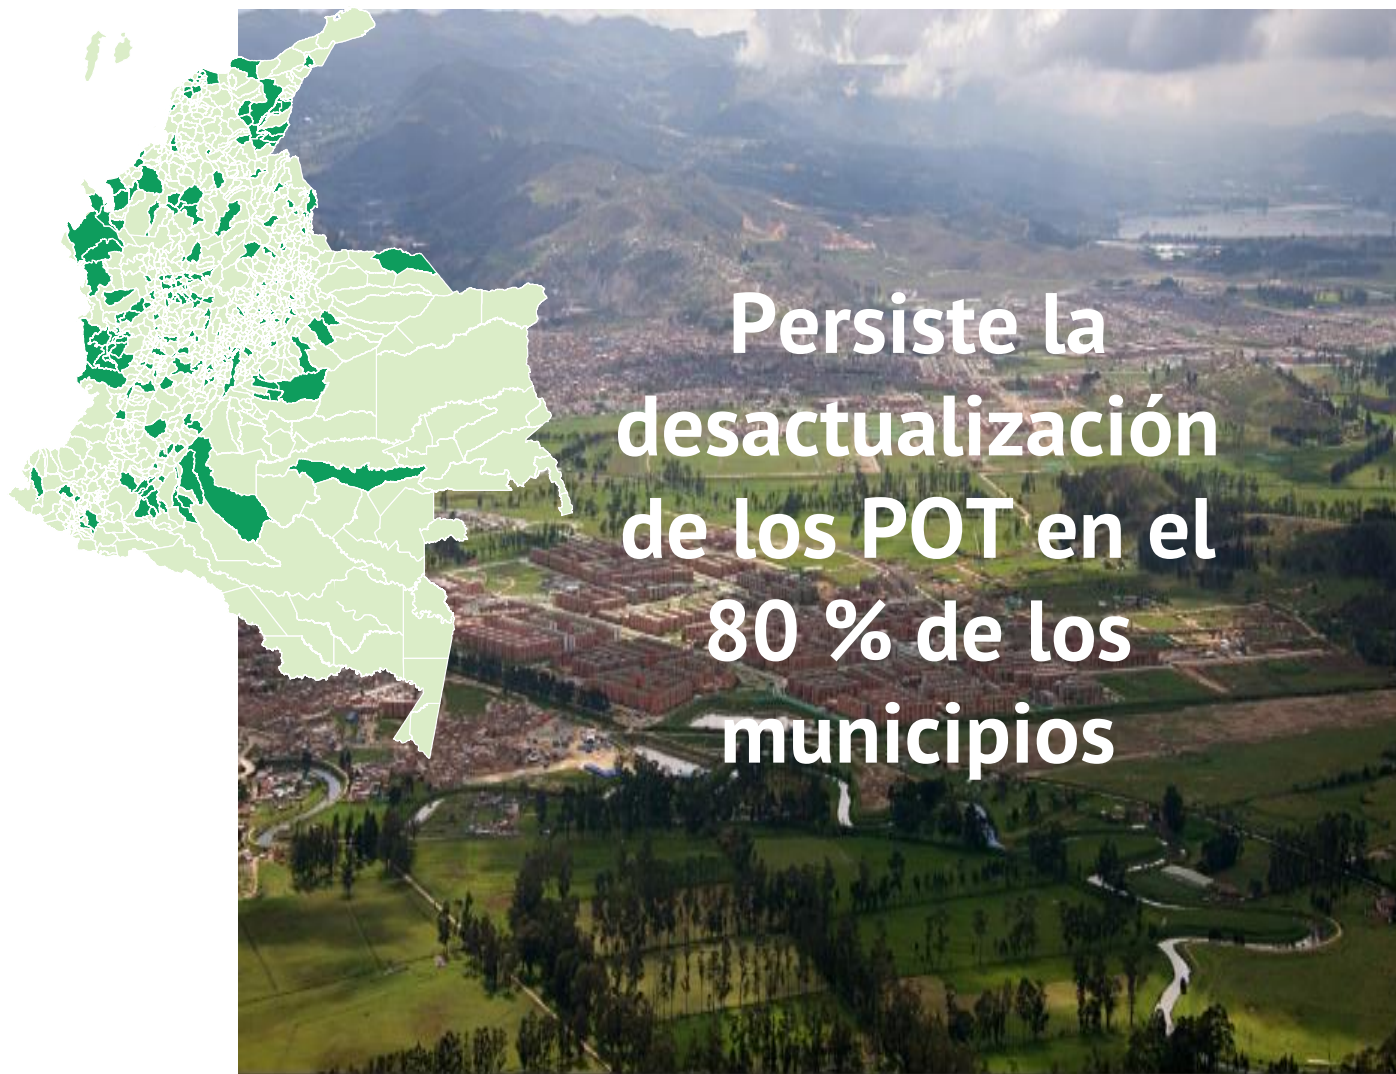 Persiste la
desactualización
de los POT en el
80 % de los
municipios